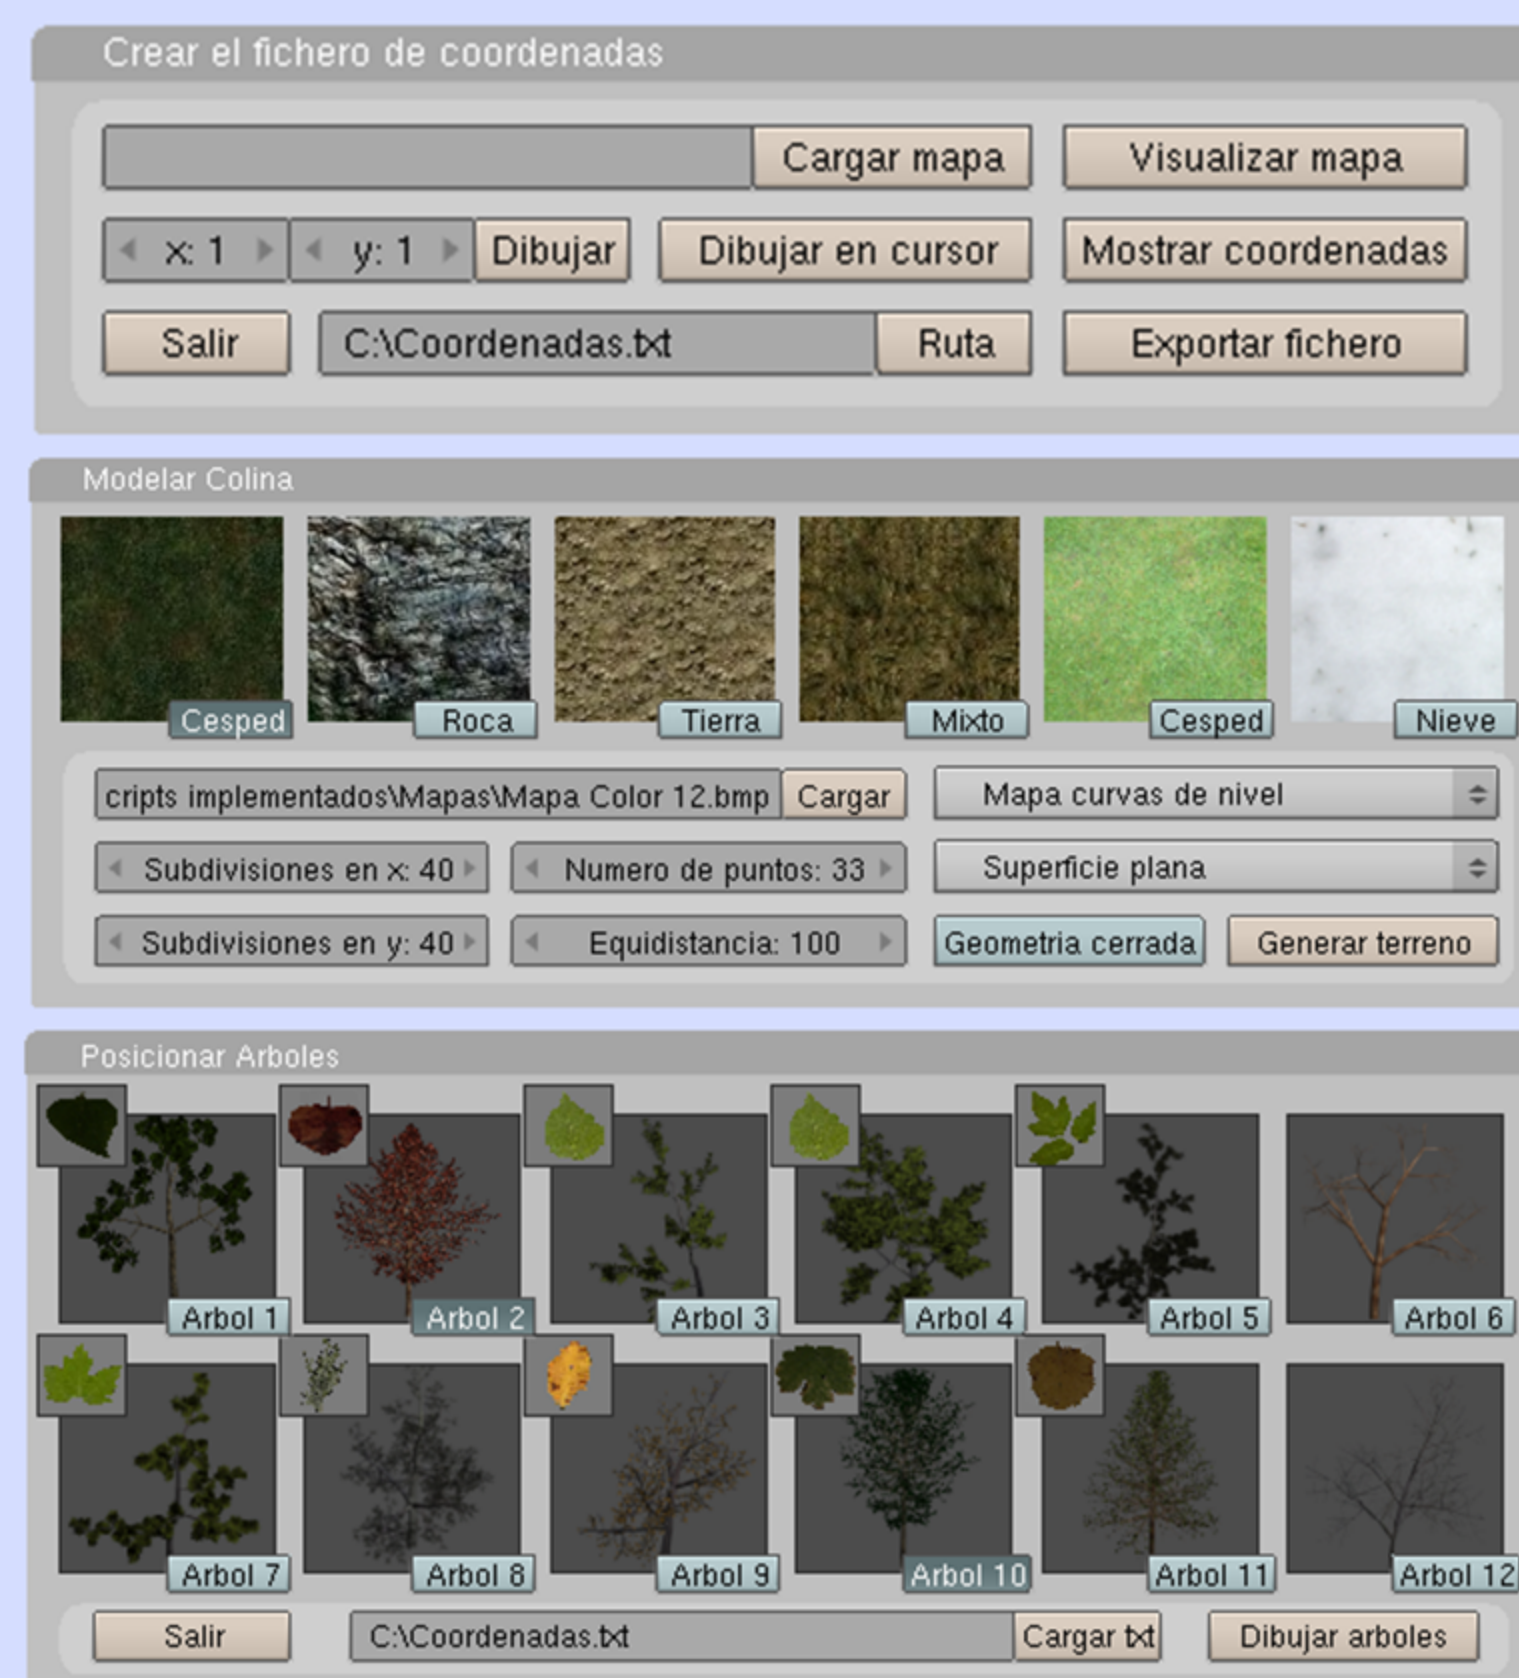 Crear el fichero de coordenadas
Cargar mapa Visualizar mapa
x: 1 y: 1 Dibujar Dibujar en cursor Mostrar coordenadas
Salir C:\Coordenadas.txt Ruta Exportar fichero
Modelar Colina
Cesped Roca Tierra Mixto Cesped Nieve
cripts implementados\Mapas\Mapa Color 12.bmp Cargar Mapa curvas de nivel
Subdivisiones en x: 40 Numero de puntos: 33 Superficie plana
Subdivisiones en y: 40 Equidistancia: 100 Geometria cerrada Generar terreno
Posicionar Arboles
Arbol 1 Arbol 2 Arbol 3 Arbol 4 Arbol 5 Arbol 6
Arbol 7 Arbol 8 Arbol 9 Arbol 10 Arbol 11 Arbol 12
Salir C:\Coordenadas.txt Cargar txt Dibujar arboles